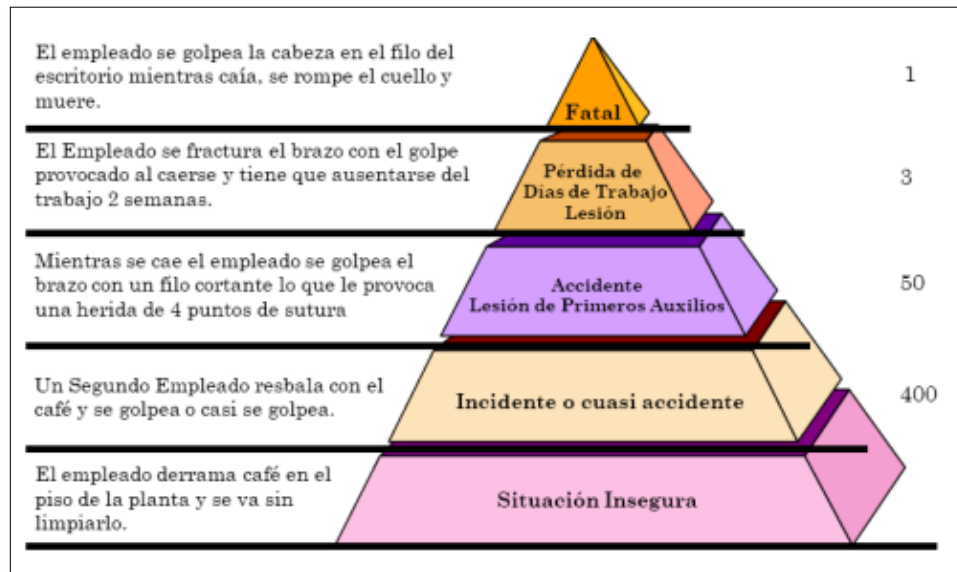 El empleado se golpea la cabeza en el filo del
escritorio mientras caía, se rompe el cuello y
muere.
Fatal
1
El Empleado se fractura el brazo con el golpe
provocado al caerse y tiene que ausentarse del
trabajo 2 semanas.
Pérdida de
Días de Trabajo
Lesión
3
Mientras se cae el empleado se golpea el
brazo con un filo cortante lo que le provoca
una herida de 4 puntos de sutura
Accidente
Lesión de Primeros Auxilios
50
Un Segundo Empleado resbala con el
café y se golpea o casi se golpea.
Incidente o cuasi accidente
400
El empleado derrama café en el
piso de la planta y se va sin
limpiarlo.
Situación Insegura